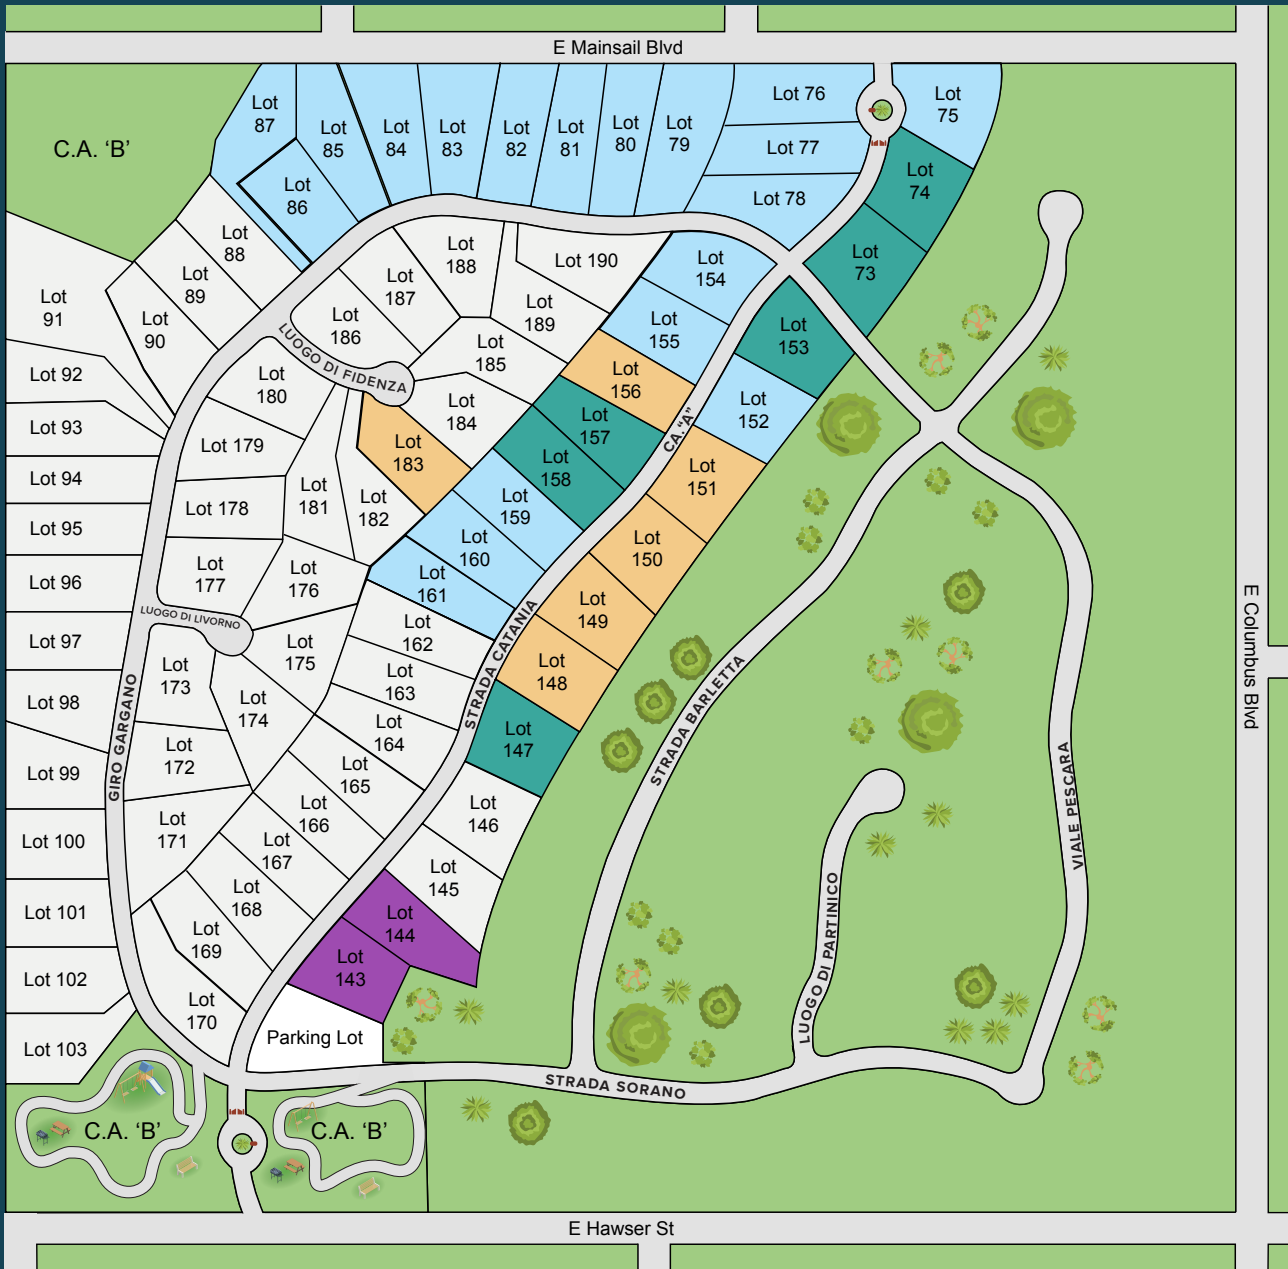 E Mainsail Blvd
Lot
87
Lot
85
Lot
84
Lot
83
Lot
82
Lot
81
Lot
80
Lot
79
Lot 76
Lot
75
Lot 77
C.A. ‘B’
Lot
86
Lot 78
Lot
74
Lot
88
Lot
188
Lot 190
Lot
154
Lot
73
Lot
89
Lot
187
Lot
91
Lot
90
Lot
186
Lot
189
Lot
155
Lot
153
LUOGO DI FIDENZA
Lot
185
Lot 92
Lot
180
Lot
156
Lot
184
Lot
152
Lot 93
Lot 179
Lot
183
Lot
157
CA. “A”
Lot 94
Lot
181
Lot
182
Lot
158
Lot
151
Lot 178
Lot
159
Lot 95
Lot
160
Lot
150
Lot 96
Lot
177
Lot
176
Lot
161
Lot
149
E Columbus Blvd
LUOGO DI LIVORNO
Lot
162
Lot 97
Lot
175
STRADA CATANIA
Lot
148
Lot
173
Lot
163
Lot 98
Lot
174
Lot
164
Lot
147
STRADA BARLETTA
GIRO GARGANO
Lot
172
Lot 99
Lot
165
VIALE PESCARA
Lot
146
Lot
166
Lot 100
Lot
171
Lot
167
Lot
145
Lot 101
Lot
168
Lot
144
LUOGO DI PARTINICO
Lot
169
Lot
143
Lot 102
Lot
170
Parking Lot
Lot 103
STRADA SORANO
C.A. ‘B’
C.A. ‘B’
E Hawser St